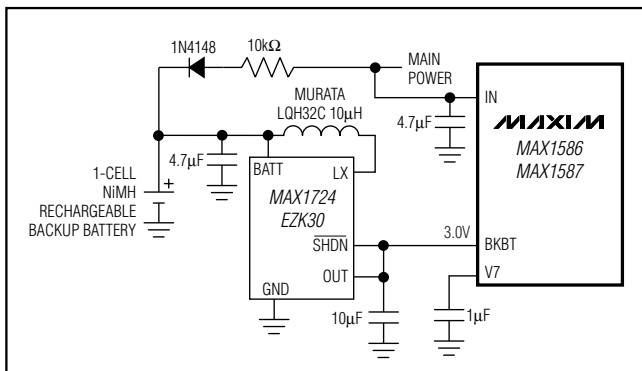 1N4148
10kΩ
MAIN
POWER
MURATA
LQH32C 10µH
IN
4.7µF
MAXIM
MAX1586
MAX1587
4.7µF
BATT
LX
1-CELL
NiMH
RECHARGEABLE
BACKUP BATTERY
+
MAX1724
EZK30
SHDN
3.0V
BKBT
OUT
V7
GND
10µF
1µF